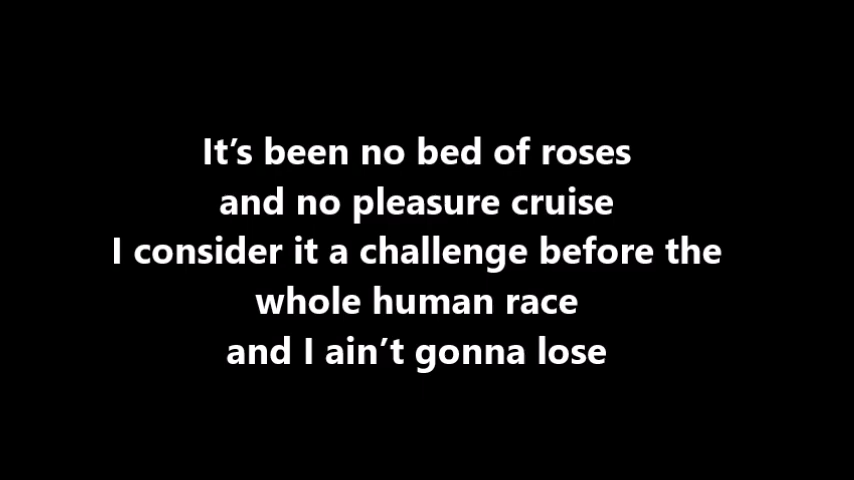 It’s been no bed of roses
and no pleasure cruise
I consider it a challenge before the
whole human race
and I ain’t gonna lose